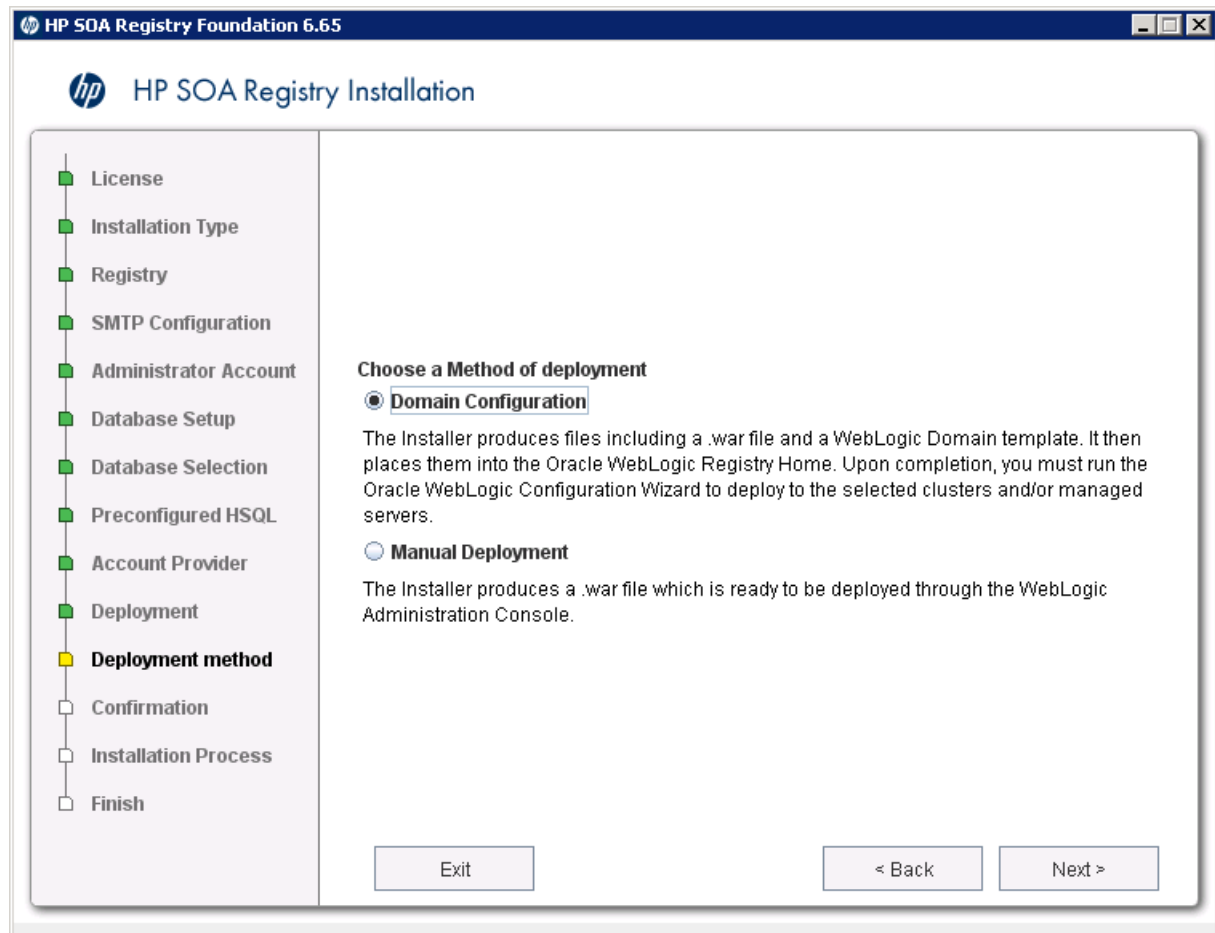 HP SOA Registry Foundation 6.65
hp HP SOA Registry Installation
License
Installation Type
Registry
SMTP Configuration
Administrator Account
Database Setup
Database Selection
Preconfigured HSQL
Account Provider
Deployment
Deployment method
Confirmation
Installation Process
Finish
Choose a Method of deployment
Domain Configuration
The Installer produces files including a .war file and a WebLogic Domain template. It then
places them into the Oracle WebLogic Registry Home. Upon completion, you must run the
Oracle WebLogic Configuration Wizard to deploy to the selected clusters and/or managed
servers.
Manual Deployment
The Installer produces a .war file which is ready to be deployed through the WebLogic
Administration Console.
Exit
< Back
Next >